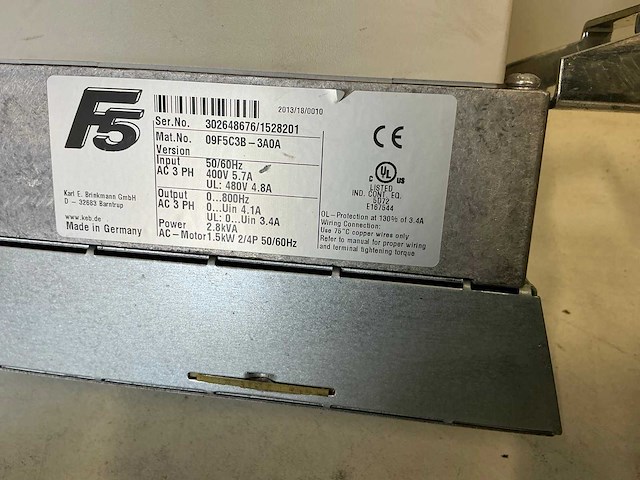 F5
2013/18/0010
Ser.No. 302648676/1528201
Mat.No. 09F5C3B-3A0A
Version
Input 50/60Hz
AC 3 PH 400V 5.7A
UL: 480V 4.8A
Output 0...800Hz
AC 3 PH 0...Uin 4.1A
UL: 0...Uin 3.4A
Power 2.8kVA
AC-Motor 1.5kW 2/4P 50/60Hz
Karl E. Brinkmann GmbH
D - 32683 Barntrup
www.keb.de
Made in Germany
CE
C UL US
LISTED
IND. CONT. EQ.
5D72
E167544
OL-Protection at 130% of 3.4A
Wiring Connection:
Use 75°C copper wires only
Refer to manual for proper wiring
and terminal tightening torque